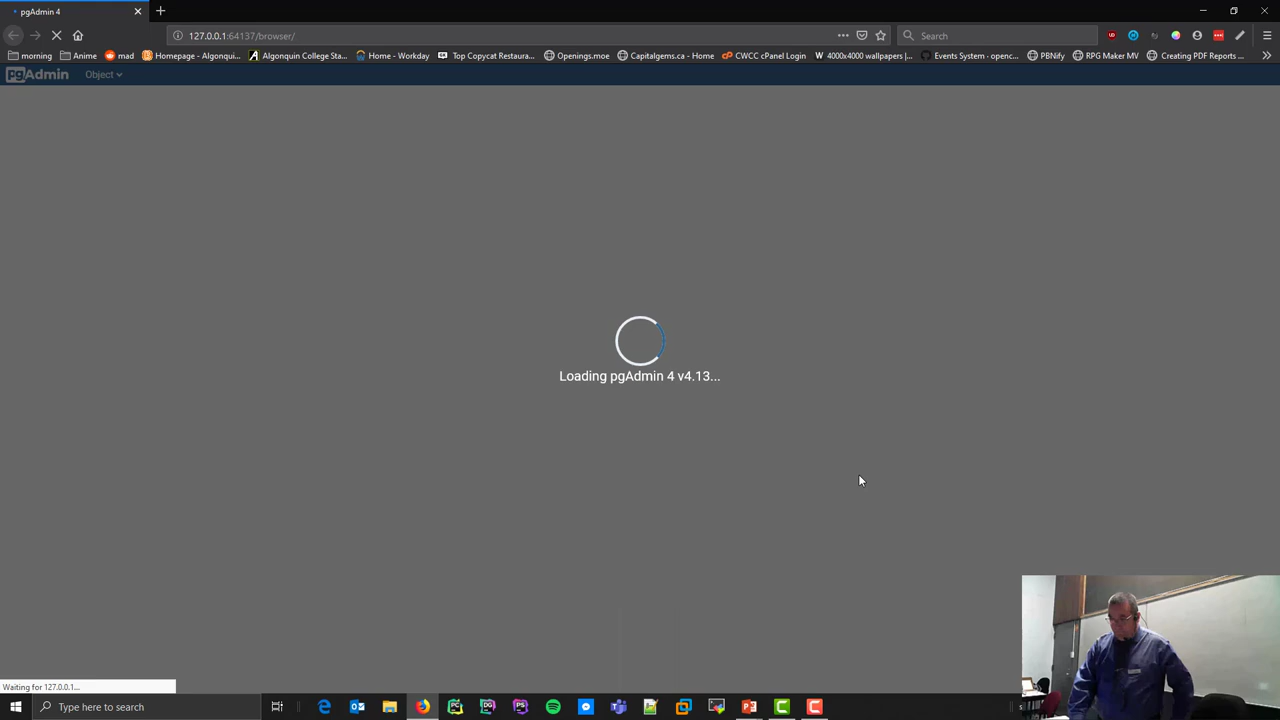 pgAdmin 4
127.0.0.1:64137/browser/
Search
morning
Anime
mad
Homepage - Algonqui...
Algonquin College Sta...
Home - Workday
Top Copycat Restaura...
Openings.moe
Capitalgems.ca - Home
CWCC cPanel Login
4000x4000 wallpapers |...
Events System - openc...
PBNify
RPG Maker MV
Creating PDF Reports ...
pgAdmin
Object
Loading pgAdmin 4 v4.13...
Waiting for 127.0.0.1...
Type here to search